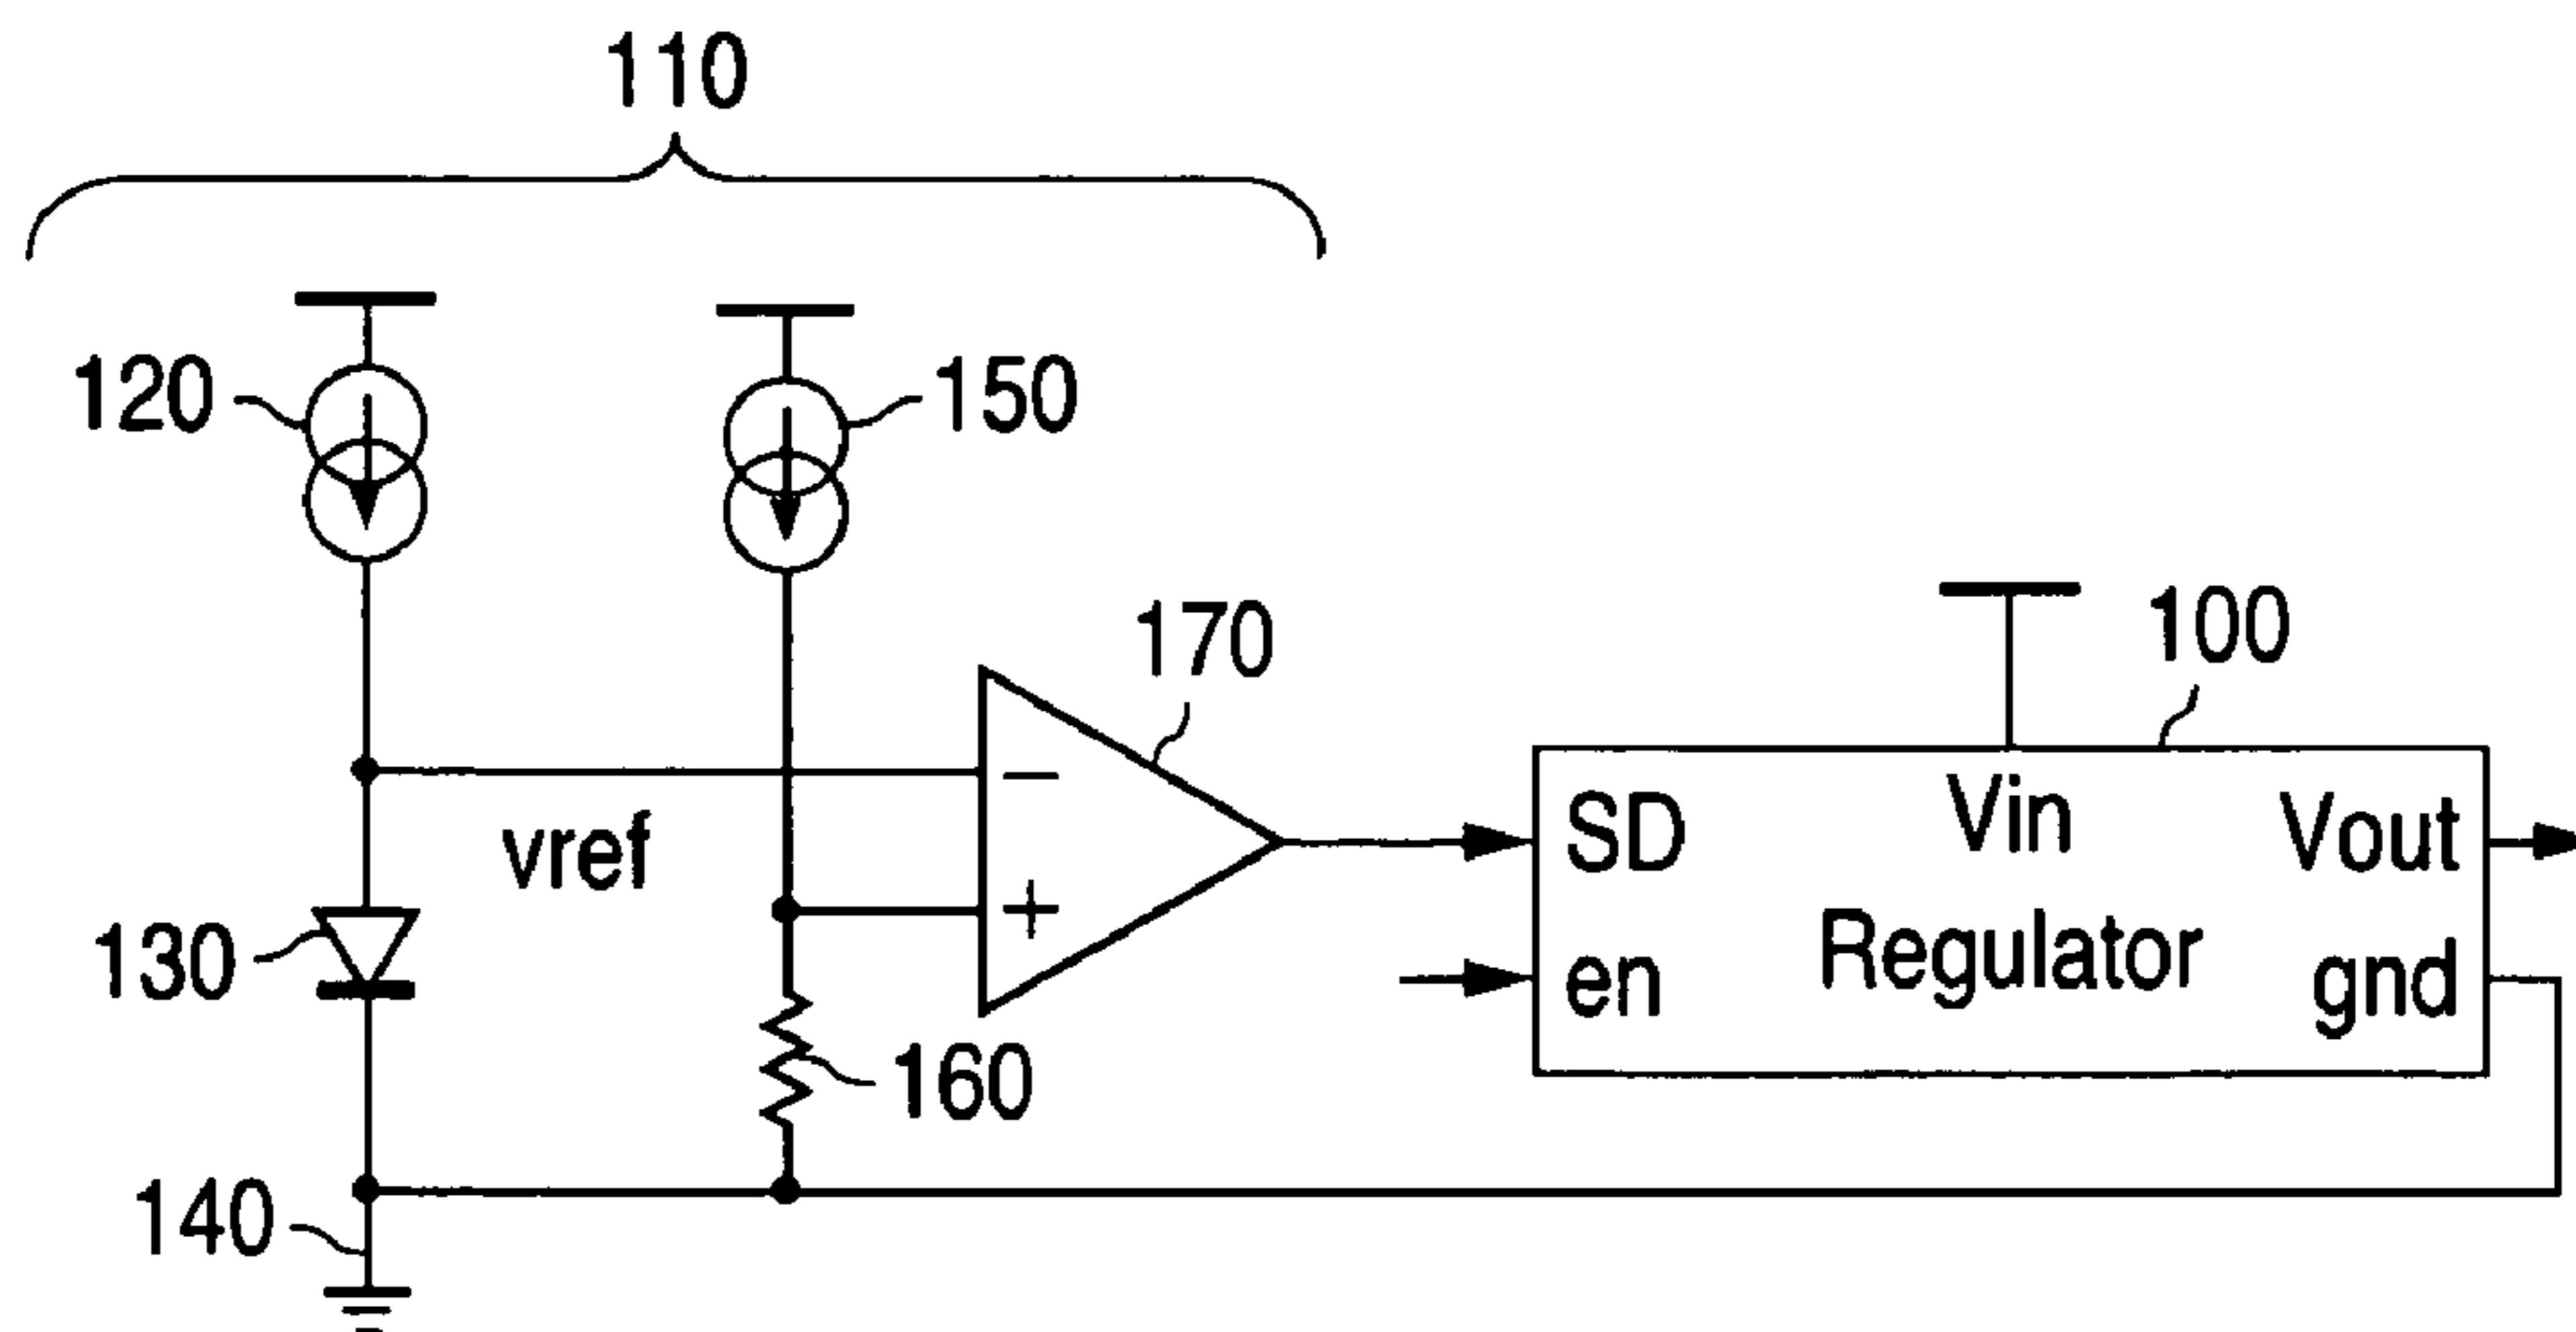 110
120
150
170
100
vref
−
+
130
160
140
SD
Vin
Vout
en
Regulator
gnd